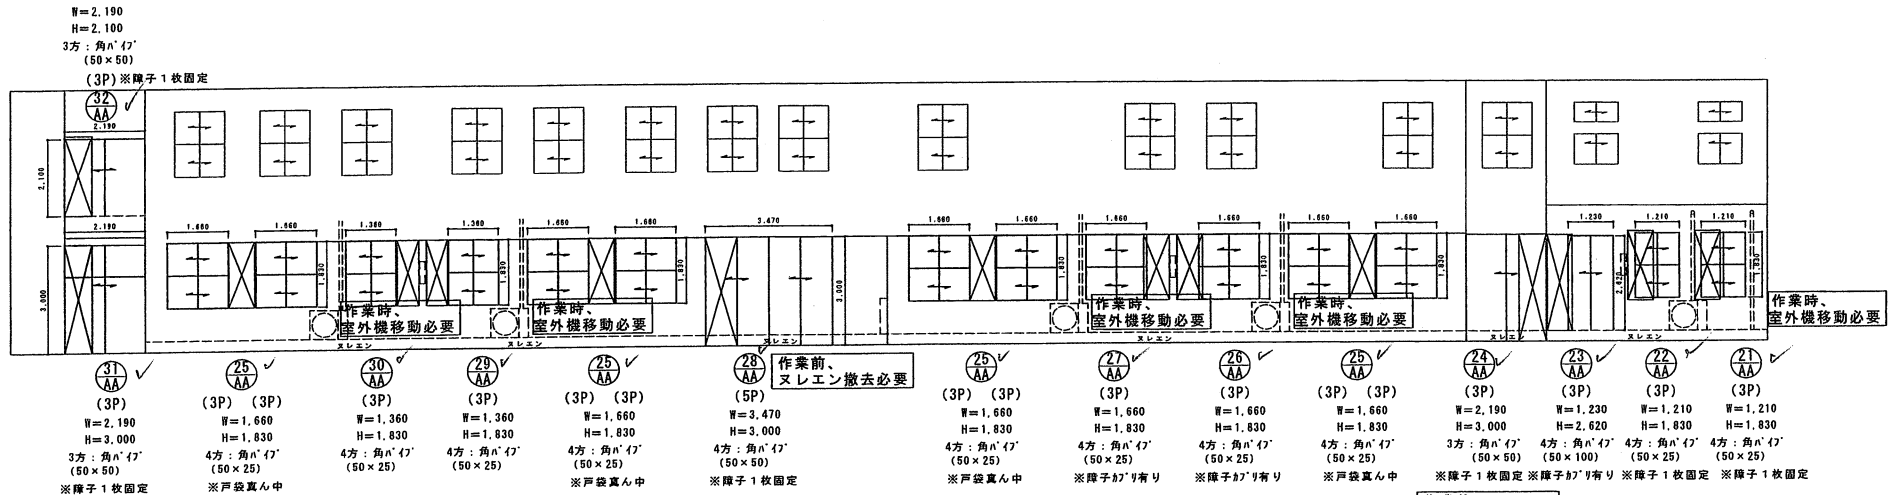 W=2,190
H=2,100
3方：角ﾊﾟｲﾌﾟ
(50×50)
(3P) ※障子１枚固定
32
AA
2.190
2,100
2.190
1.660
1.660
1.360
1.360
1.660
1.660
3.470
1.660
1.660
1.660
1.660
1.660
1.660
1.230
1.210
1.210
3,000
1,830
1,830
1,830
3,000
1,830
1,830
1,830
2,620
1,830
作業時、
室外機移動必要
作業時、
室外機移動必要
作業時、
室外機移動必要
作業時、
室外機移動必要
作業時、
室外機移動必要
ヌレエン
ヌレエン
ヌレエン
ヌレエン
ヌレエン
ヌレエン
作業前、
ヌレエン撤去必要
31
AA
(3P)
W=2,190
H=3,000
3方：角ﾊﾟｲﾌﾟ
(50×50)
※障子１枚固定
25
AA
(3P) (3P)
W=1,660
H=1,830
4方：角ﾊﾟｲﾌﾟ
(50×25)
※戸袋真ん中
30
AA
(3P)
W=1,360
H=1,830
4方：角ﾊﾟｲﾌﾟ
(50×25)
29
AA
(3P)
W=1,360
H=1,830
4方：角ﾊﾟｲﾌﾟ
(50×25)
25
AA
(3P) (3P)
W=1,660
H=1,830
4方：角ﾊﾟｲﾌﾟ
(50×25)
※戸袋真ん中
28
AA
(5P)
W=3,470
H=3,000
4方：角ﾊﾟｲﾌﾟ
(50×50)
※障子１枚固定
25
AA
(3P) (3P)
W=1,660
H=1,830
4方：角ﾊﾟｲﾌﾟ
(50×25)
※戸袋真ん中
27
AA
(3P)
W=1,660
H=1,830
4方：角ﾊﾟｲﾌﾟ
(50×25)
※障子ｶﾌﾞﾘ有り
26
AA
(3P)
W=1,660
H=1,830
4方：角ﾊﾟｲﾌﾟ
(50×25)
※障子ｶﾌﾞﾘ有り
25
AA
(3P) (3P)
W=1,660
H=1,830
4方：角ﾊﾟｲﾌﾟ
(50×25)
※戸袋真ん中
24
AA
(3P)
W=2,190
H=3,000
3方：角ﾊﾟｲﾌﾟ
(50×50)
※障子１枚固定
23
AA
(3P)
W=1,230
H=2,620
4方：角ﾊﾟｲﾌﾟ
(50×100)
※障子ｶﾌﾞﾘ有り
22
AA
(3P)
W=1,210
H=1,830
4方：角ﾊﾟｲﾌﾟ
(50×25)
※障子１枚固定
21
AA
(3P)
W=1,210
H=1,830
4方：角ﾊﾟｲﾌﾟ
(50×25)
※障子１枚固定